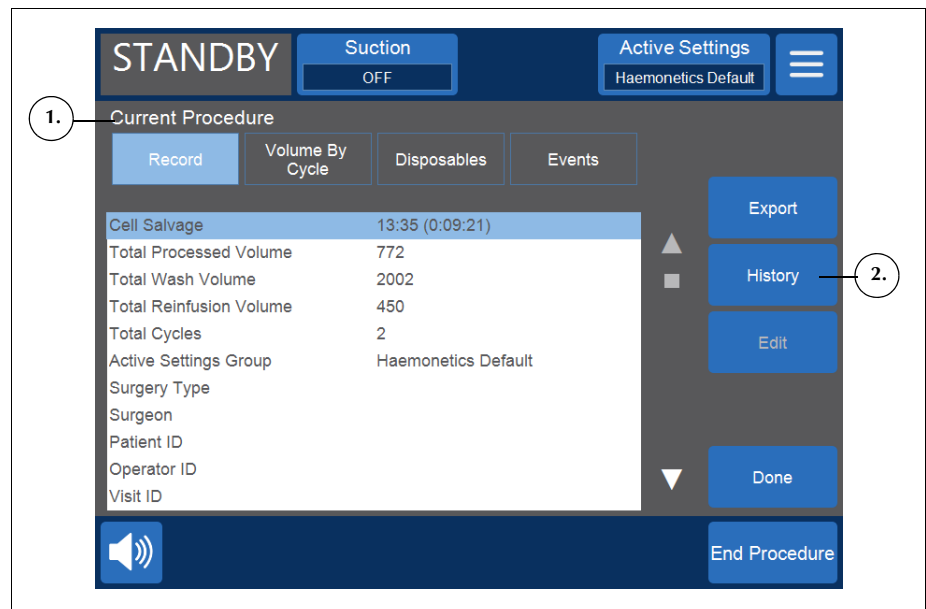 STANDBY
Suction
OFF
Active Settings
Haemonetics Default
1.
Current Procedure
Record
Volume By
Cycle
Disposables
Events
Export
Cell Salvage 13:35 (0:09:21)
Total Processed Volume 772
Total Wash Volume 2002
History
2.
Total Reinfusion Volume 450
Total Cycles 2
Edit
Active Settings Group Haemonetics Default
Surgery Type
Surgeon
Patient ID
Operator ID
Done
Visit ID
End Procedure